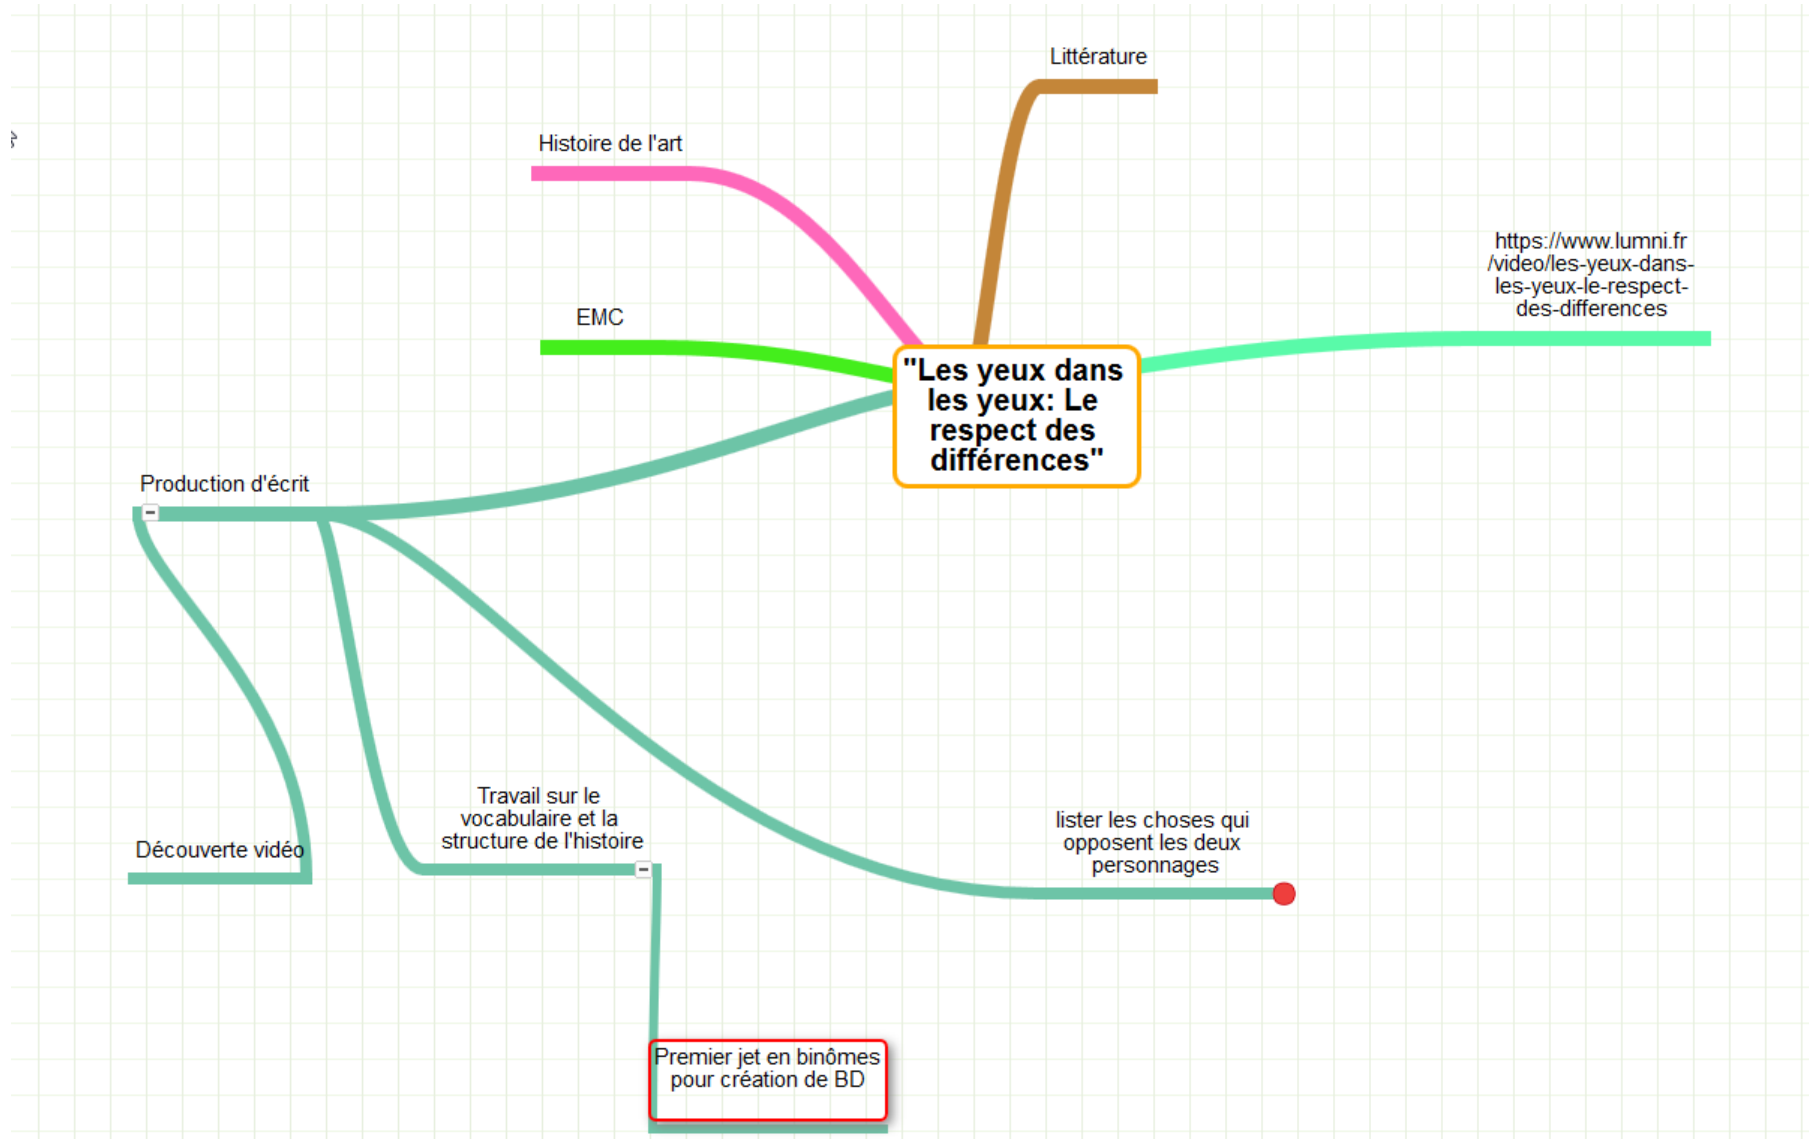 Littérature
Histoire de l'art
https://www.lumni.fr
/video/les-yeux-dans-
les-yeux-le-respect-
des-differences
EMC
"Les yeux dans
les yeux: Le
respect des
différences"
Production d'écrit
Travail sur le
vocabulaire et la
structure de l'histoire
lister les choses qui
opposent les deux
personnages
Découverte vidéo
Premier jet en binômes
pour création de BD